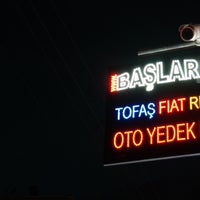 BAŞLAR
TOFAŞ FIAT R
OTO YEDEK